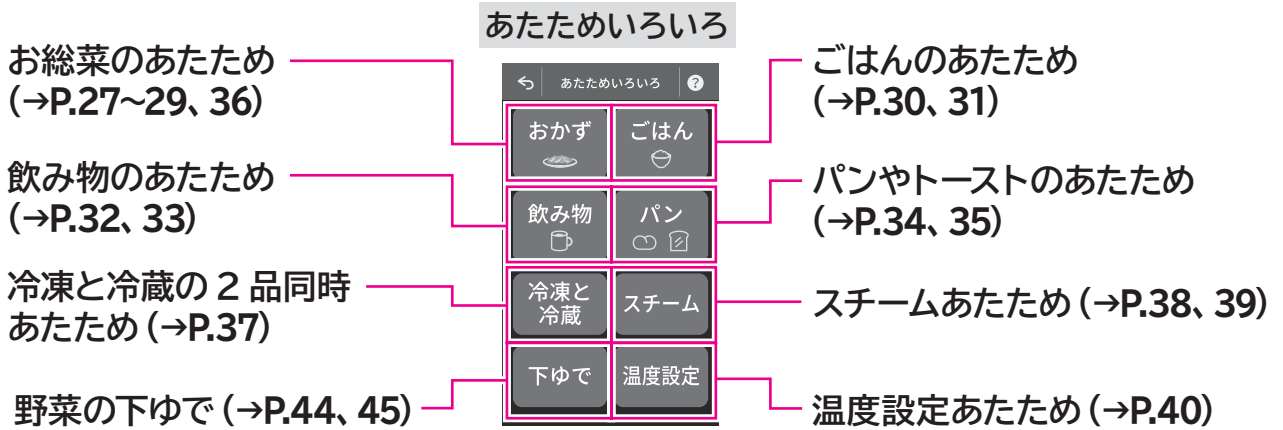 あたためいろいろ
お総菜のあたため
(→P.27~29、36)
飲み物のあたため
(→P.32、33)
冷凍と冷蔵の 2 品同時
あたため (→P.37)
野菜の下ゆで (→P.44、45)
あたためいろいろ ?
おかず ごはん
飲み物 パン
冷凍と
冷蔵
スチーム
下ゆで 温度設定
ごはんのあたため
(→P.30、31)
パンやトーストのあたため
(→P.34、35)
スチームあたため (→P.38、39)
温度設定あたため (→P.40)